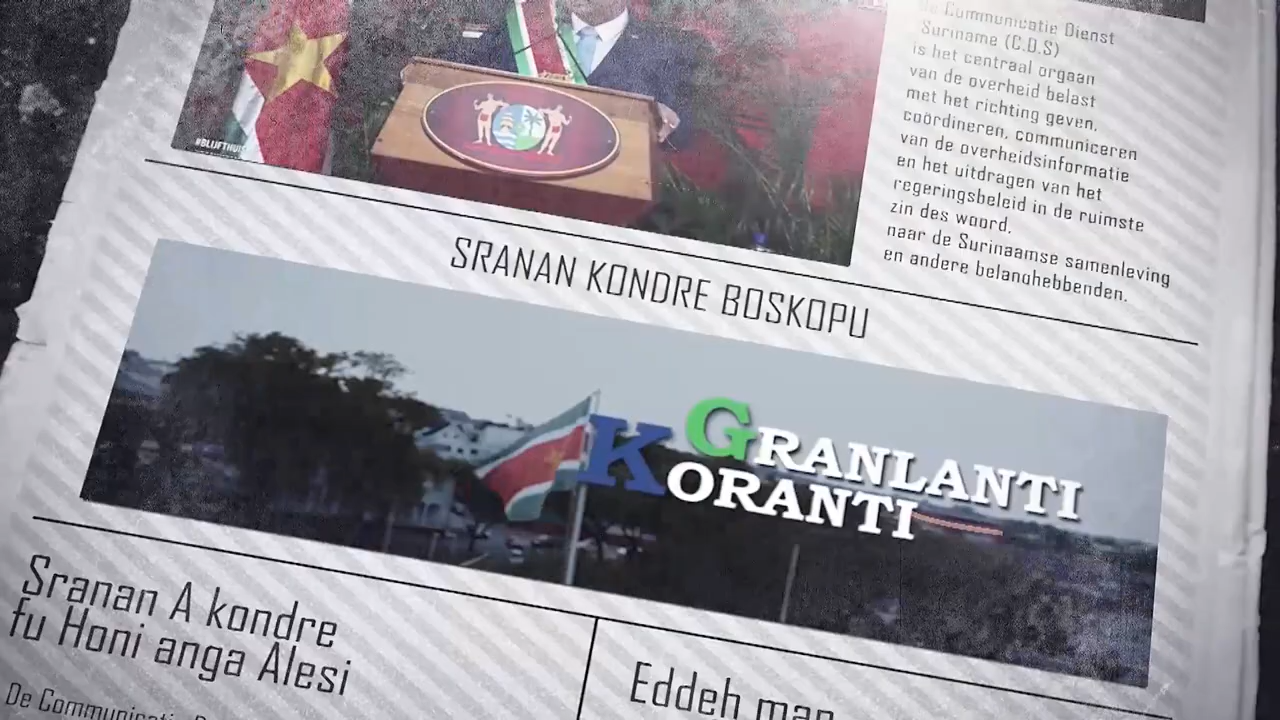 de Communicatie Dienst
Suriname (C.D.S)
is het centraal orgaan
van de overheid belast
met het richting geven,
coördineren, communiceren
van de overheidsinformatie
en het uitdragen van het
regeringsbeleid in de ruimste
zin des woord.
naar de Surinaamse samenleving
en andere belanghebbenden.
SRANAN KONDRE BOSKOPU
GRANLANTI
KORANTI
Sranan A kondre
fu Honi anga Alesi
De
Eddeh man